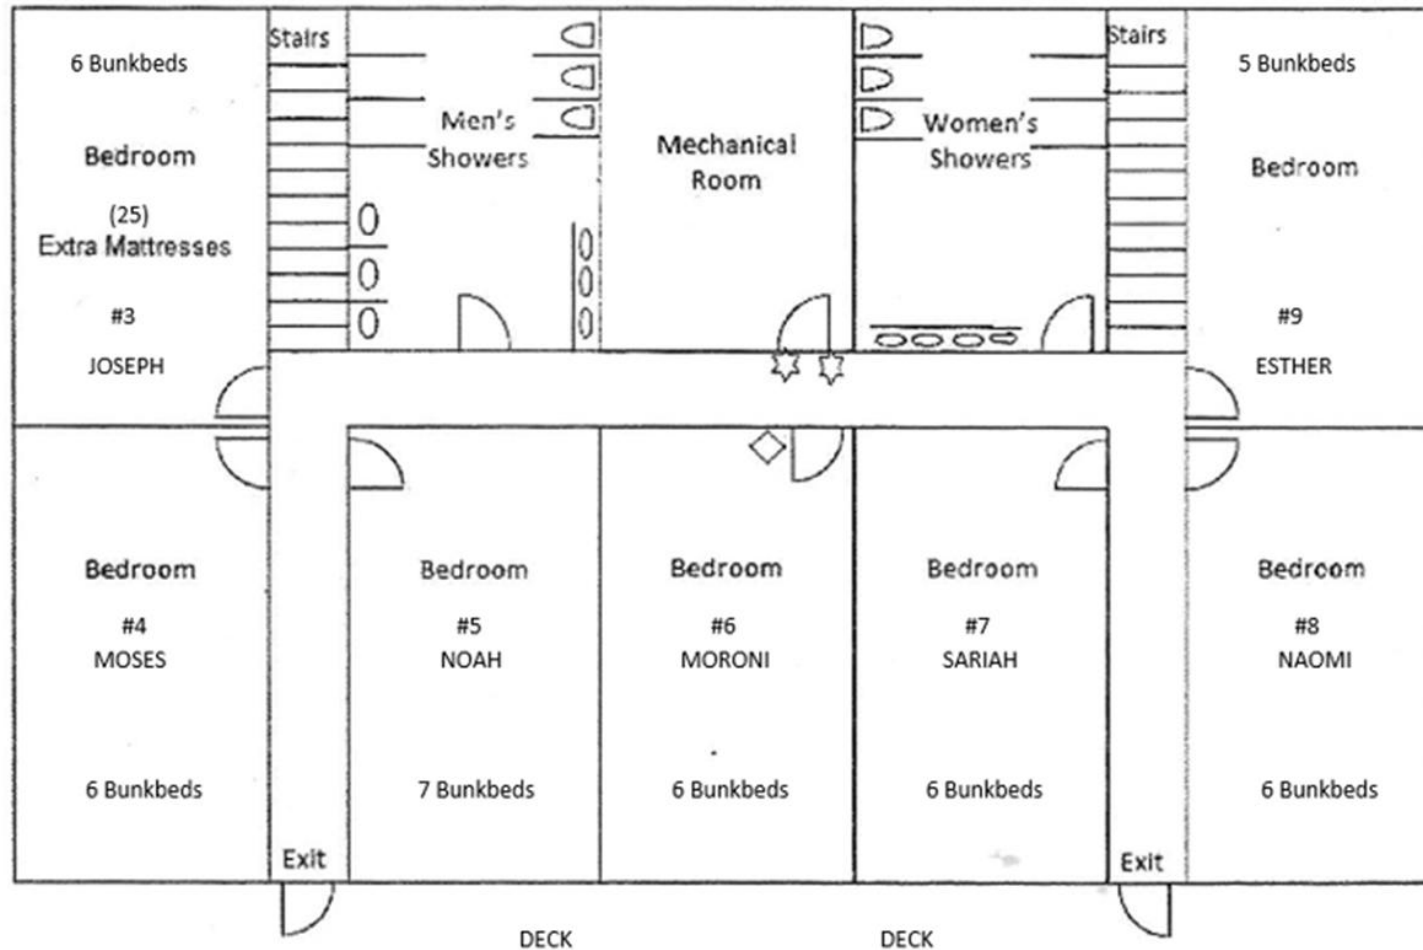 Stairs
Stairs
6 Bunkbeds
5 Bunkbeds
Men's
Showers
Mechanical
Room
Women's
Showers
Bedroom
(25)
Extra Mattresses
#3
JOSEPH
Bedroom
#9
ESTHER
Bedroom
#4
MOSES
6 Bunkbeds
Bedroom
#5
NOAH
7 Bunkbeds
Bedroom
#6
MORONI
6 Bunkbeds
Bedroom
#7
SARIAH
6 Bunkbeds
Bedroom
#8
NAOMI
6 Bunkbeds
Exit
Exit
DECK
DECK